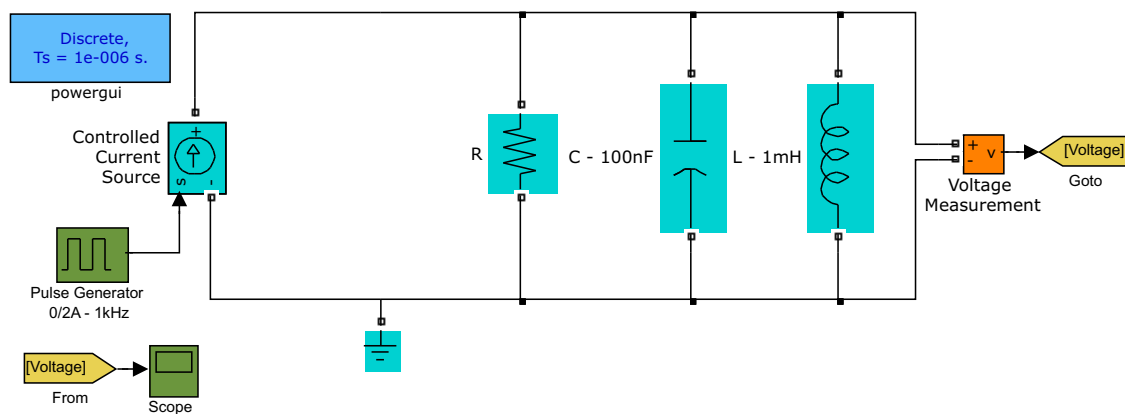 Discrete,
Ts = 1e-006 s.
powergui
Controlled
Current
Source
+
s
-
R
C - 100nF
L - 1mH
+
-
v
Voltage
Measurement
[Voltage]
Goto
Pulse Generator
0/2A - 1kHz
[Voltage]
From
Scope